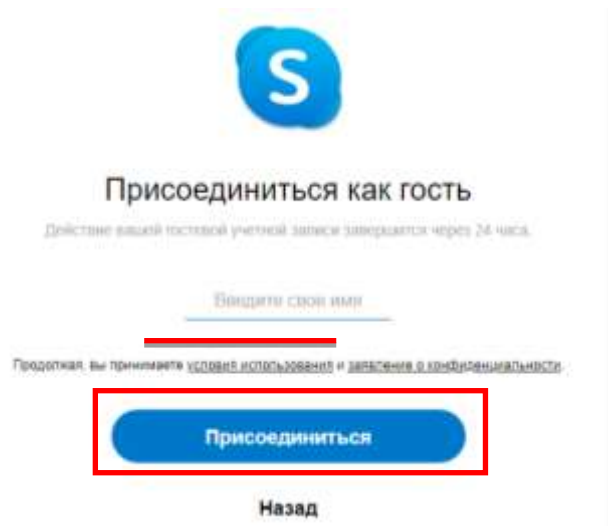 S
Присоединиться как гость
Действие вашей гостевой учетной записи завершится через 24 часа.
Введите свое имя
Продолжая, вы принимаете условия использования и заявление о конфиденциальности.
Присоединиться
Назад